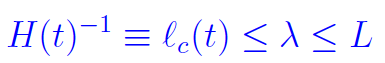 H(t)^{-1} ≡ ℓ_c(t) ≤ λ ≤ L